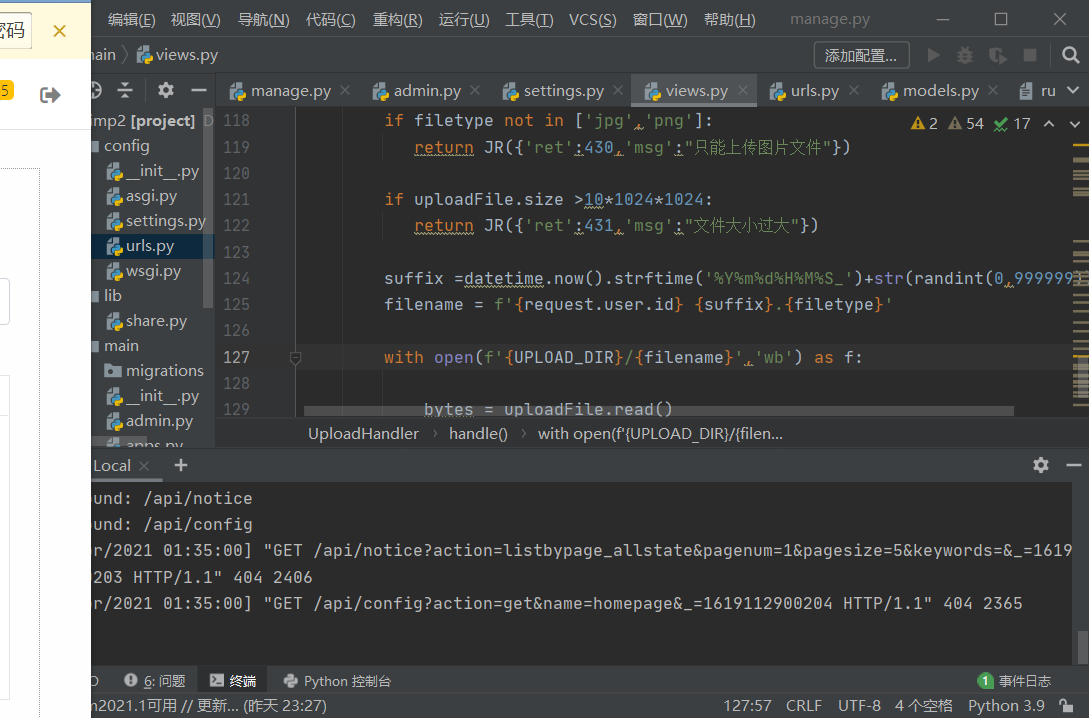 密码
编辑(E) 视图(V) 导航(N) 代码(C) 重构(R) 运行(U) 工具(T) VCS(S) 窗口(W) 帮助(H) manage.py
main views.py 添加配置...
5
manage.py admin.py settings.py views.py urls.py models.py ru
imp2 [project] D
config
__init__.py
asgi.py
settings.py
urls.py
wsgi.py
lib
share.py
main
migrations
__init__.py
admin.py
apps.py
2 54 17
118 if filetype not in ['jpg','png']:
119 return JR({'ret':430,'msg':"只能上传图片文件"})
120
121 if uploadFile.size >10*1024*1024:
122 return JR({'ret':431,'msg':"文件大小过大"})
123
124 suffix =datetime.now().strftime('%Y%m%d%H%M%S_')+str(randint(0,999999)
125 filename = f'{request.user.id} {suffix}.{filetype}'
126
127 with open(f'{UPLOAD_DIR}/{filename}','wb') as f:
128
129 bytes = uploadFile.read()
UploadHandler › handle() › with open(f'{UPLOAD_DIR}/{filen...
Local
ound: /api/notice
ound: /api/config
pr/2021 01:35:00] "GET /api/notice?action=listbypage_allstate&pagenum=1&pagesize=5&keywords=&_=1619
203 HTTP/1.1" 404 2406
pr/2021 01:35:00] "GET /api/config?action=get&name=homepage&_=1619112900204 HTTP/1.1" 404 2365
6: 问题 终端 Python 控制台 1 事件日志
m2021.1可用 // 更新... (昨天 23:27) 127:57 CRLF UTF-8 4 个空格 Python 3.9